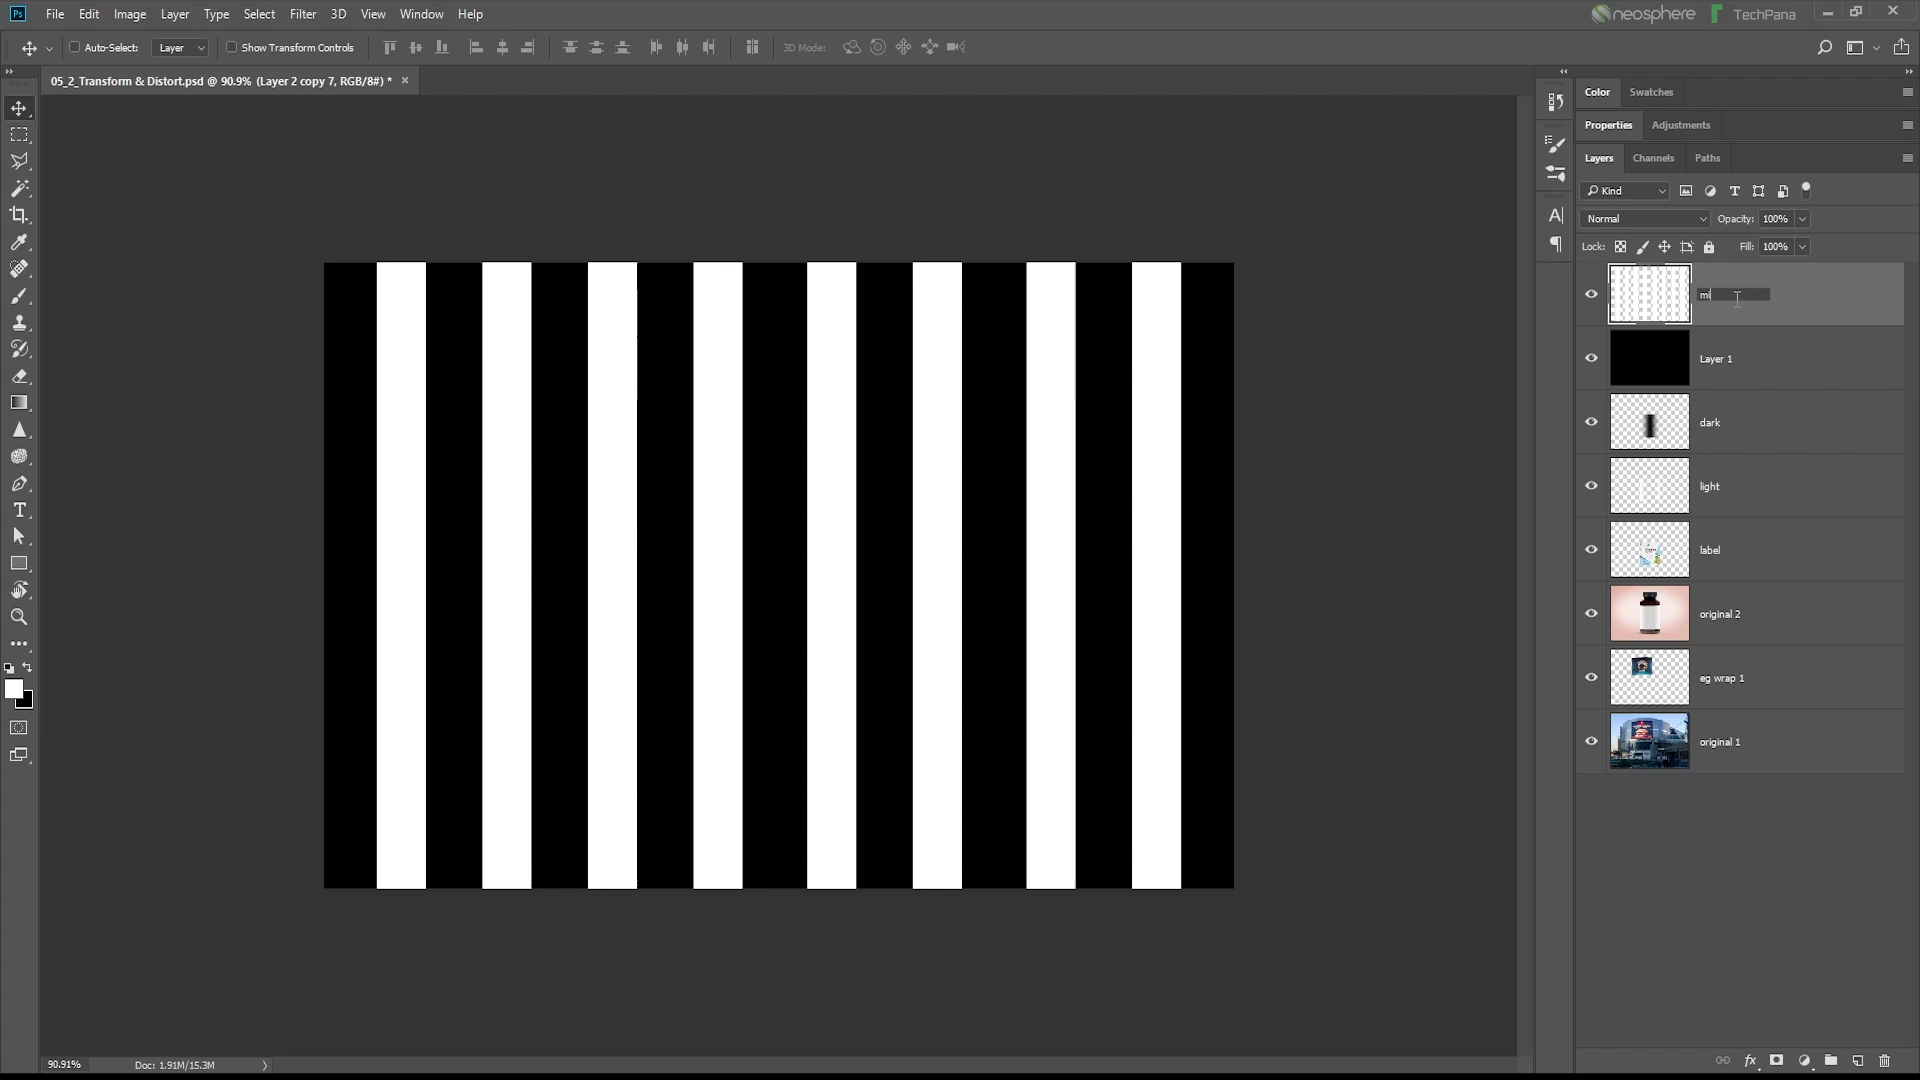 Ps File Edit Image Layer Type Select Filter 3D View Window Help
neosphere TechPana
Auto-Select: Layer Show Transform Controls 3D Mode:
05_2_Transform & Distort.psd @ 90.9% (Layer 2 copy 7, RGB/8#) *
Color Swatches
Properties Adjustments
Layers Channels Paths
Kind
Normal Opacity: 100%
Lock: Fill: 100%
mi
Layer 1
dark
light
label
original 2
eg wrap 1
original 1
90.91% Doc: 1.91M/15.3M